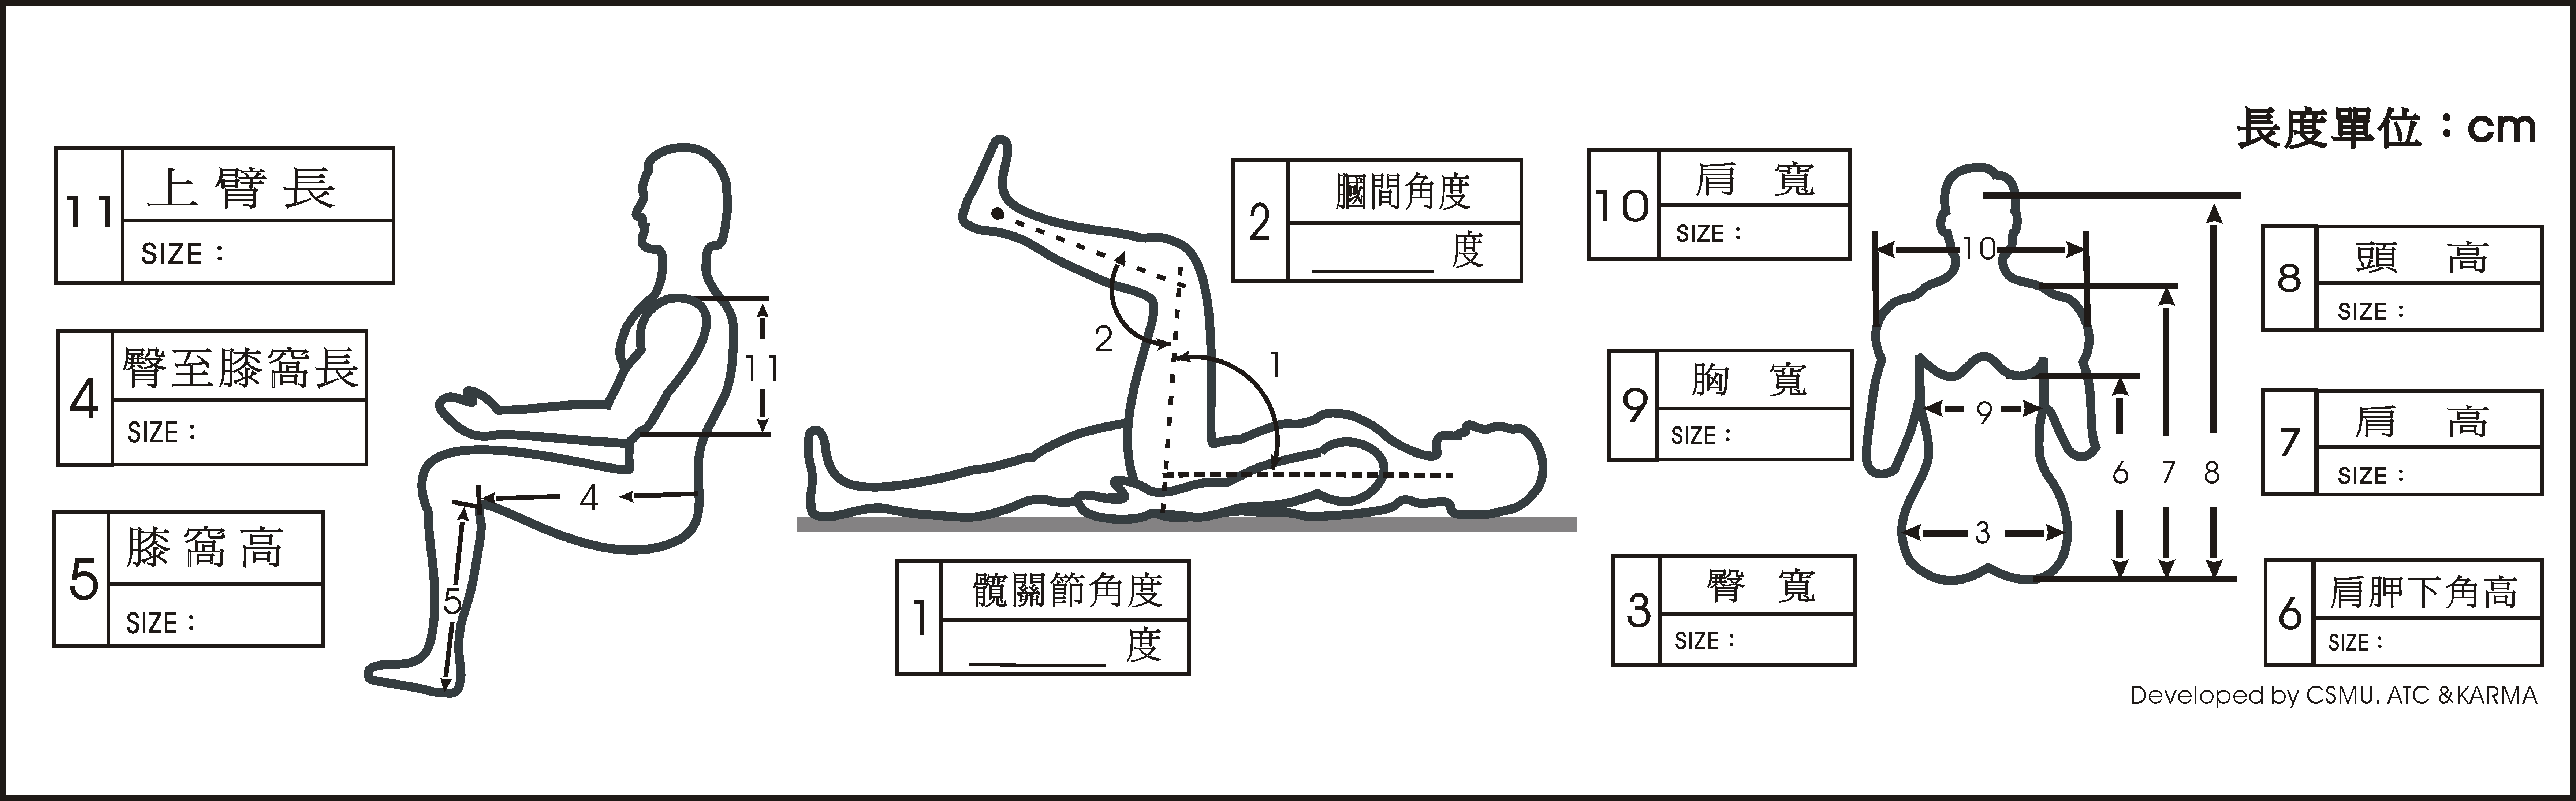 長度單位：cm
11
上臂長
SIZE：
4
臀至膝窩長
SIZE：
5
膝窩高
SIZE：
11
4
5
2
膕間角度
度
2
1
1
髖關節角度
度
10
肩 寬
SIZE：
9
胸 寬
SIZE：
3
臀 寬
SIZE：
10
9
3
6
7
8
8
頭 高
SIZE：
7
肩 高
SIZE：
6
肩胛下角高
SIZE：
Developed by CSMU. ATC &KARMA